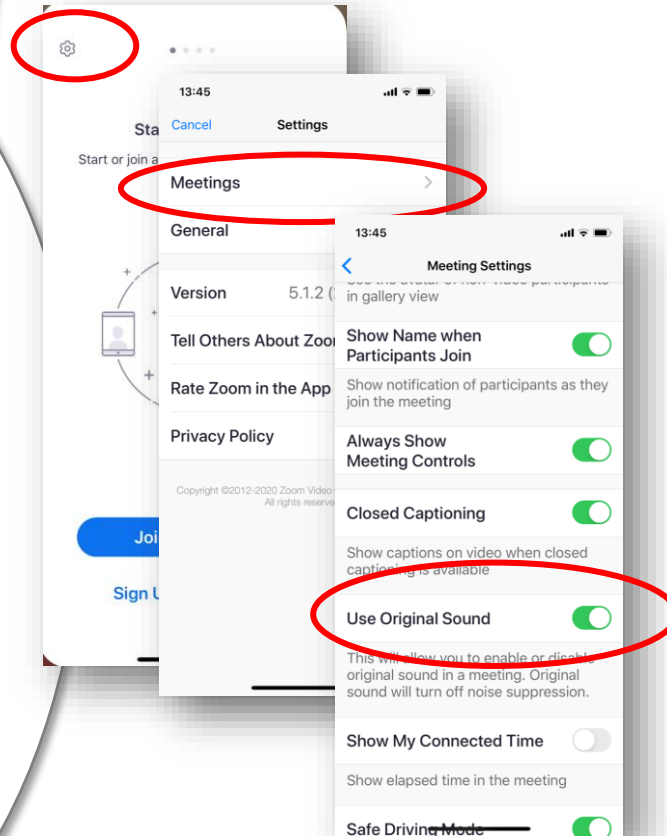 Sta
Start or join a
Joi
Sign U
13:45
Cancel Settings
Meetings
General
Version 5.1.2 (
Tell Others About Zoo
Rate Zoom in the App
Privacy Policy
Copyright ©2012-2020 Zoom Video
All rights reserve
13:45
Meeting Settings
in gallery view
Show Name when
Participants Join
Show notification of participants as they
join the meeting
Always Show
Meeting Controls
Closed Captioning
Show captions on video when closed
captioning is available
Use Original Sound
This will allow you to enable or disable
original sound in a meeting. Original
sound will turn off noise suppression.
Show My Connected Time
Show elapsed time in the meeting
Safe Driving Mode